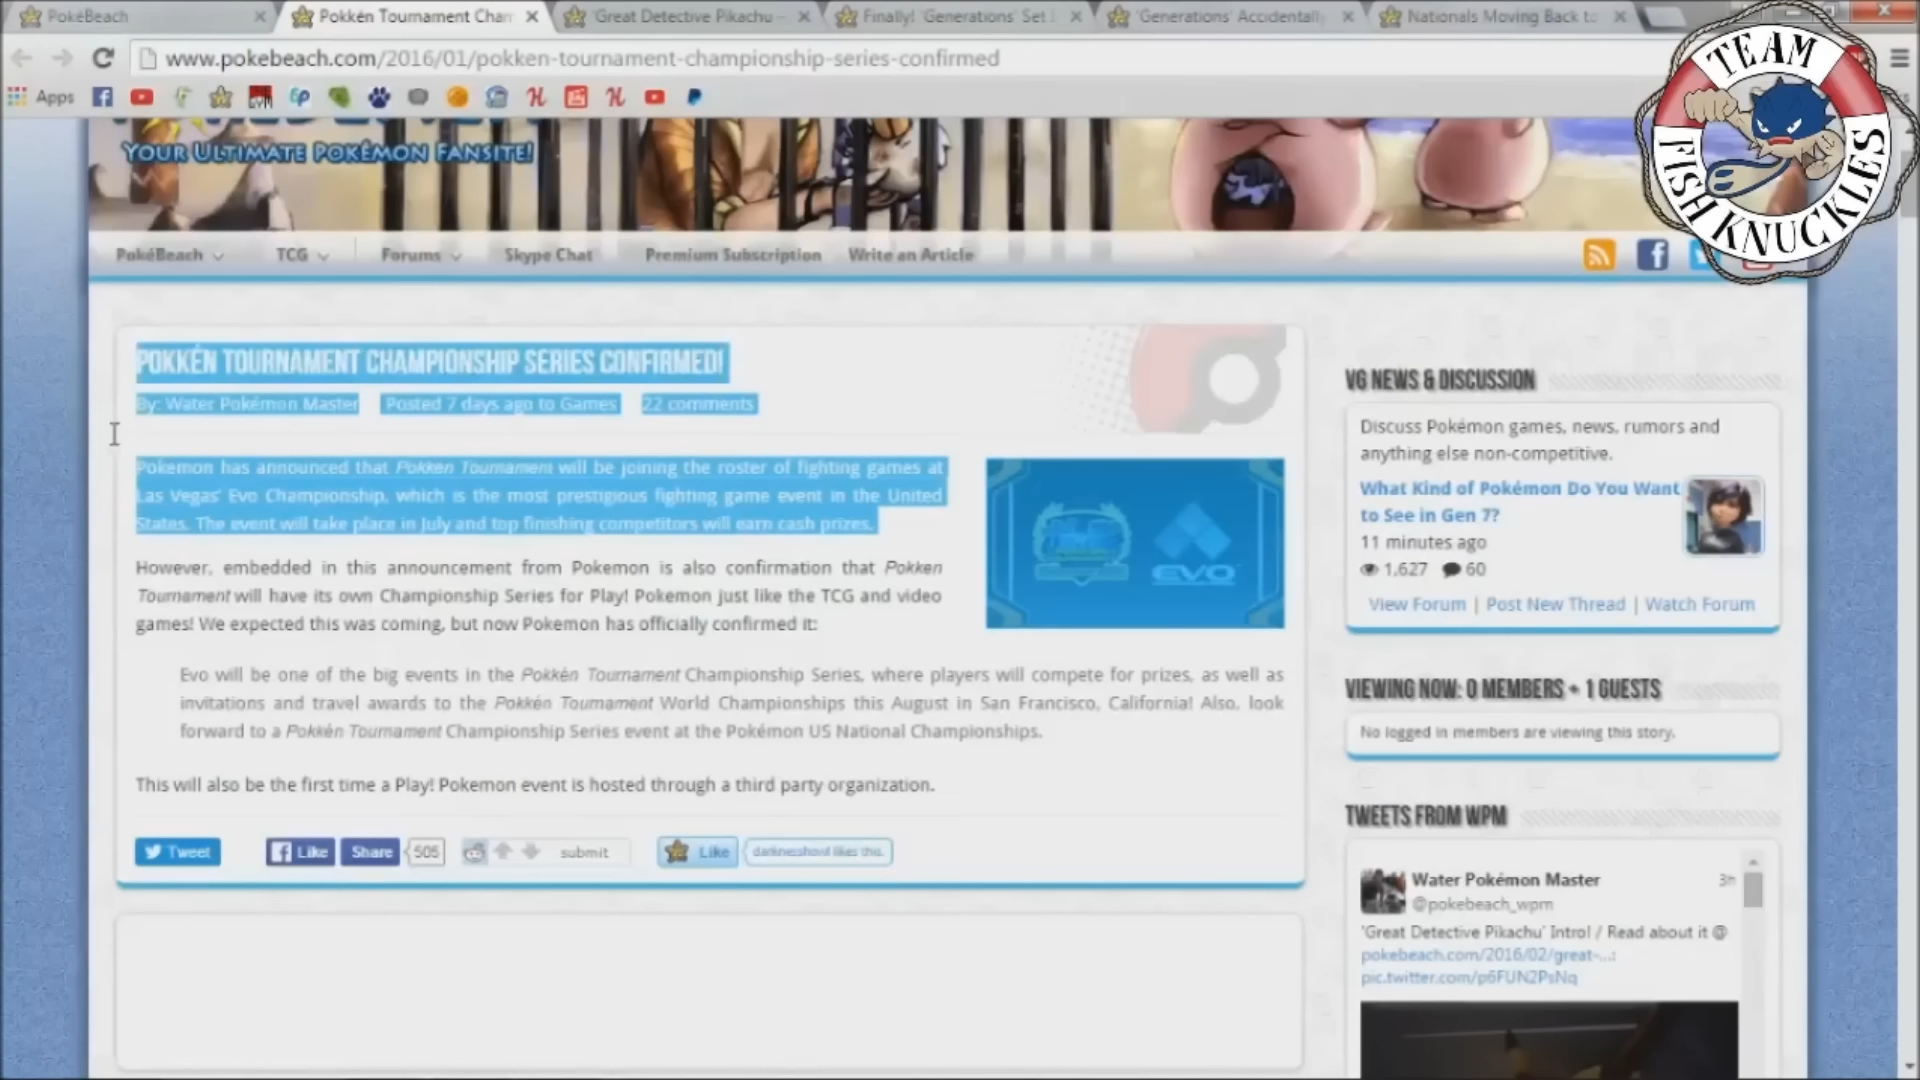 PokéBeach
Pokkén Tournament Cham
'Great Detective Pikachu -
Finally! 'Generations' Set
'Generations' Accidentally
Nationals Moving Back to
www.pokebeach.com/2016/01/pokken-tournament-championship-series-confirmed
Apps
TEAM
FISH KNUCKLES
YOUR ULTIMATE POKÉMON FANSITE!
PokéBeach TCG Forums Skype Chat Premium Subscription Write an Article
POKKÉN TOURNAMENT CHAMPIONSHIP SERIES CONFIRMED!
By: Water Pokémon Master Posted 7 days ago to Games 22 comments
Pokemon has announced that Pokken Tournament will be joining the roster of fighting games at
Las Vegas' Evo Championship, which is the most prestigious fighting game event in the United
States. The event will take place in July and top finishing competitors will earn cash prizes.
EVO
However, embedded in this announcement from Pokemon is also confirmation that Pokken
Tournament will have its own Championship Series for Play! Pokemon just like the TCG and video
games! We expected this was coming, but now Pokemon has officially confirmed it:
Evo will be one of the big events in the Pokkén Tournament Championship Series, where players will compete for prizes, as well as
invitations and travel awards to the Pokkén Tournament World Championships this August in San Francisco, California! Also, look
forward to a Pokkén Tournament Championship Series event at the Pokémon US National Championships.
This will also be the first time a Play! Pokemon event is hosted through a third party organization.
Tweet Like Share 505 submit Like darknesshowl likes this.
VG NEWS & DISCUSSION
Discuss Pokémon games, news, rumors and
anything else non-competitive.
What Kind of Pokémon Do You Want
to See in Gen 7?
11 minutes ago
1,627 60
View Forum | Post New Thread | Watch Forum
VIEWING NOW: 0 MEMBERS + 1 GUESTS
No logged in members are viewing this story.
TWEETS FROM WPM
Water Pokémon Master 3h
@pokebeach_wpm
'Great Detective Pikachu' Intro! / Read about it @
pokebeach.com/2016/02/great-...:
pic.twitter.com/p6FUN2PsNq